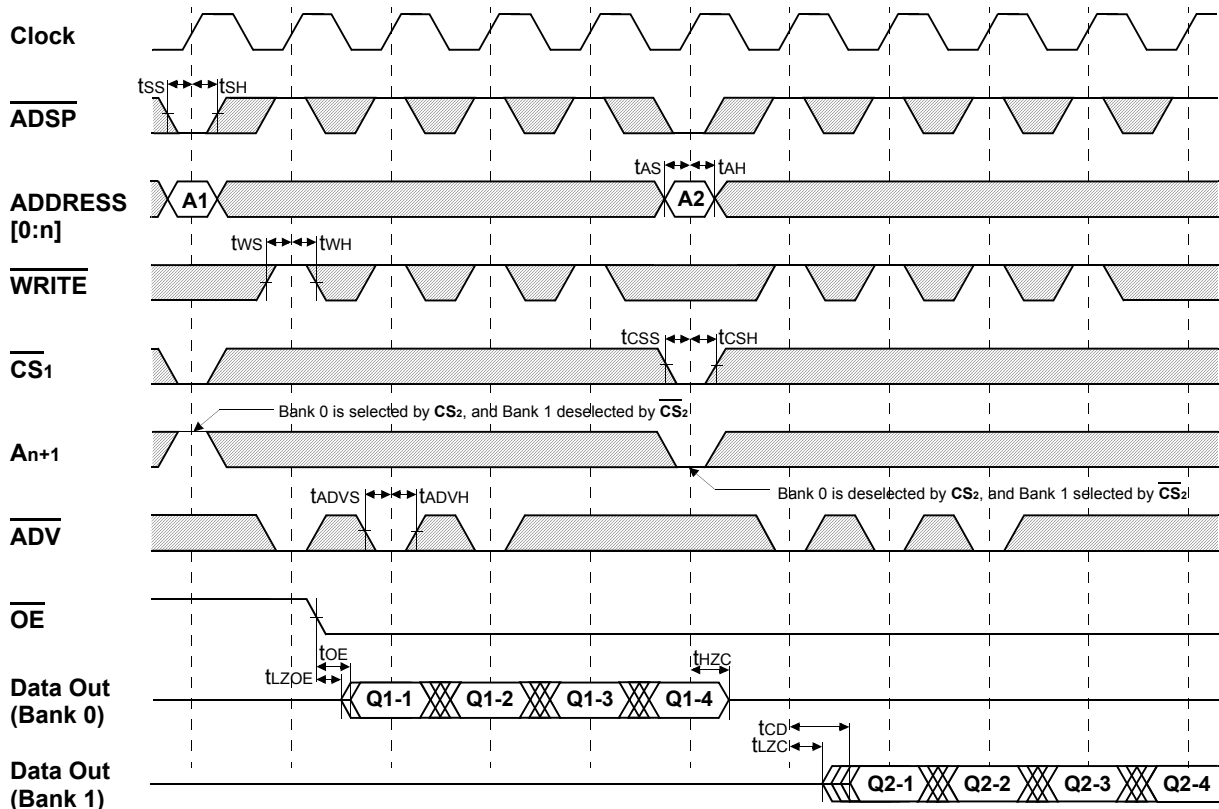 Clock
tSS tSH
ADSP
tAS tAH
ADDRESS
[0:n]
A1 A2
tWS tWH
WRITE
tCSS tCSH
CS1
Bank 0 is selected by CS2, and Bank 1 deselected by CS2
An+1
Bank 0 is deselected by CS2, and Bank 1 selected by CS2
tADVS tADVH
ADV
OE
tOE
tLZOE
tHZC
Data Out
(Bank 0)
Q1-1 Q1-2 Q1-3 Q1-4
tCD
tLZC
Data Out
(Bank 1)
Q2-1 Q2-2 Q2-3 Q2-4